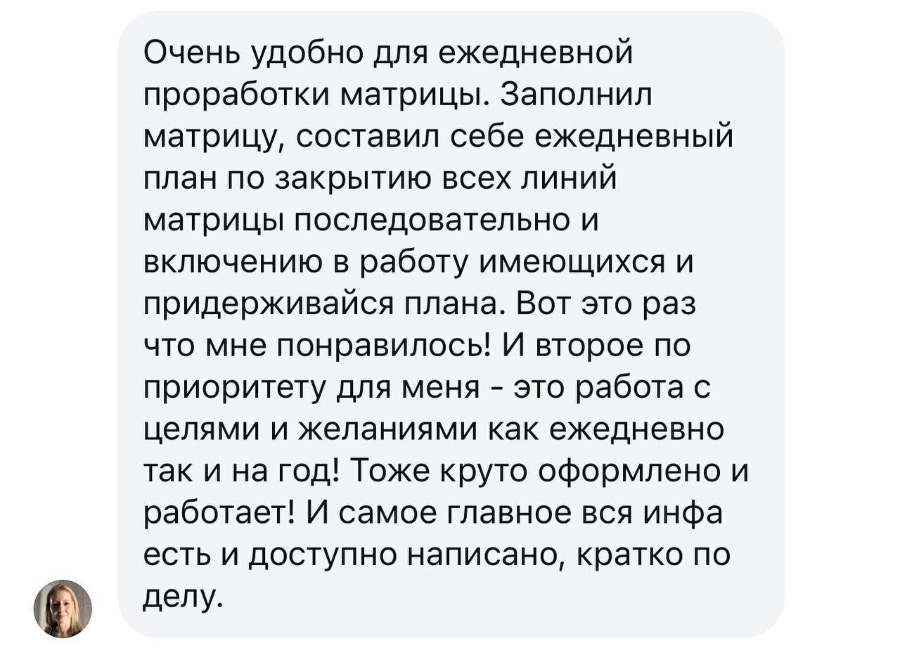 Очень удобно для ежедневной
проработки матрицы. Заполнил
матрицу, составил себе ежедневный
план по закрытию всех линий
матрицы последовательно и
включению в работу имеющихся и
придерживайся плана. Вот это раз
что мне понравилось! И второе по
приоритету для меня - это работа с
целями и желаниями как ежедневно
так и на год! Тоже круто оформлено и
работает! И самое главное вся инфа
есть и доступно написано, кратко по
делу.